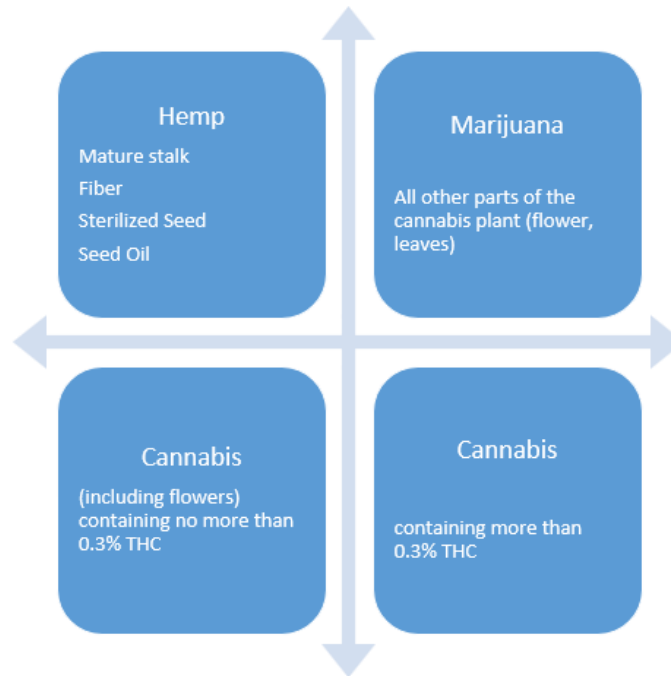 Hemp
Mature stalk
Fiber
Sterilized Seed
Seed Oil
Marijuana
All other parts of the
cannabis plant (flower,
leaves)
Cannabis
(including flowers)
containing no more than
0.3% THC
Cannabis
containing more than
0.3% THC